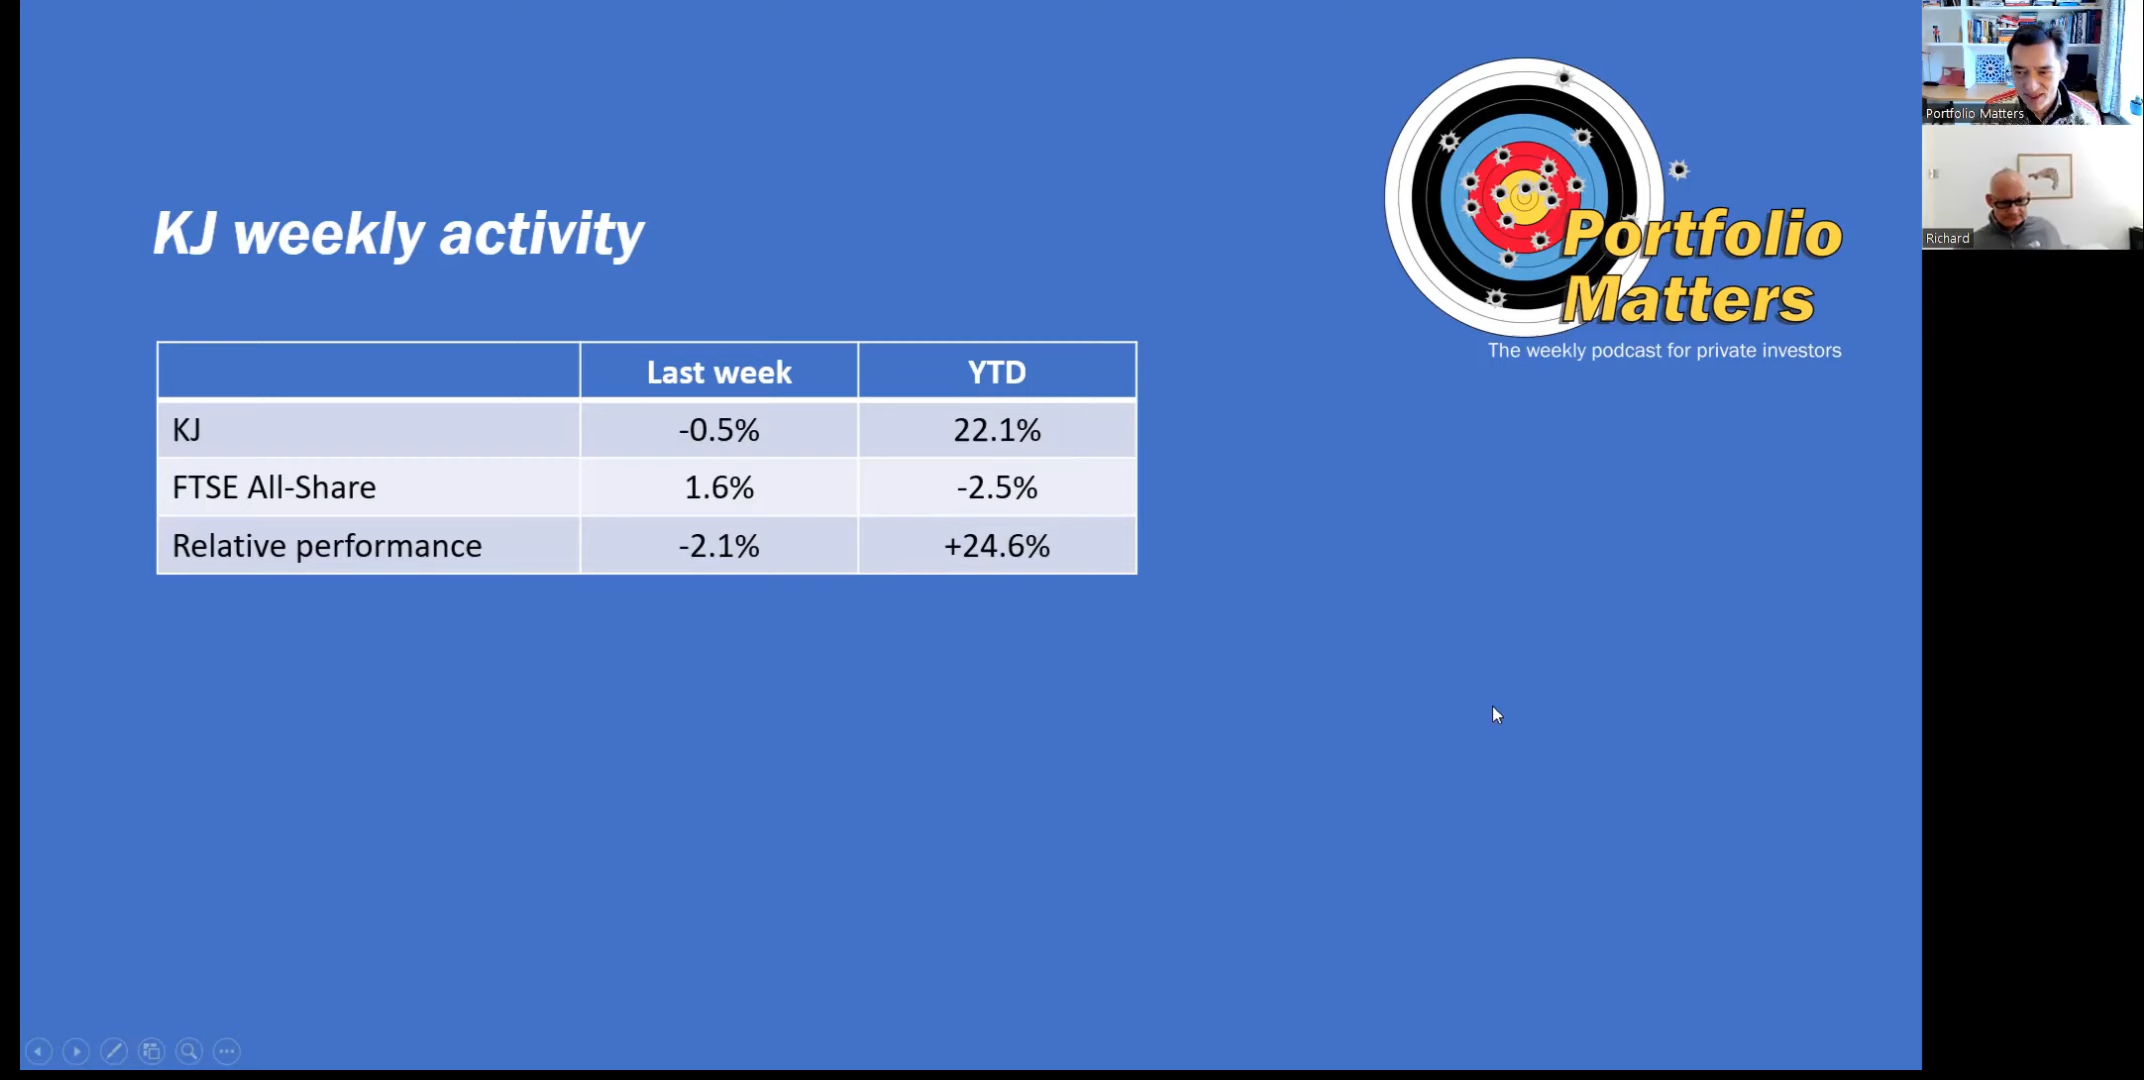 KJ weekly activity
Portfolio
Matters
The weekly podcast for private investors
Last week YTD
KJ -0.5% 22.1%
FTSE All-Share 1.6% -2.5%
Relative performance -2.1% +24.6%
Portfolio Matters
Richard